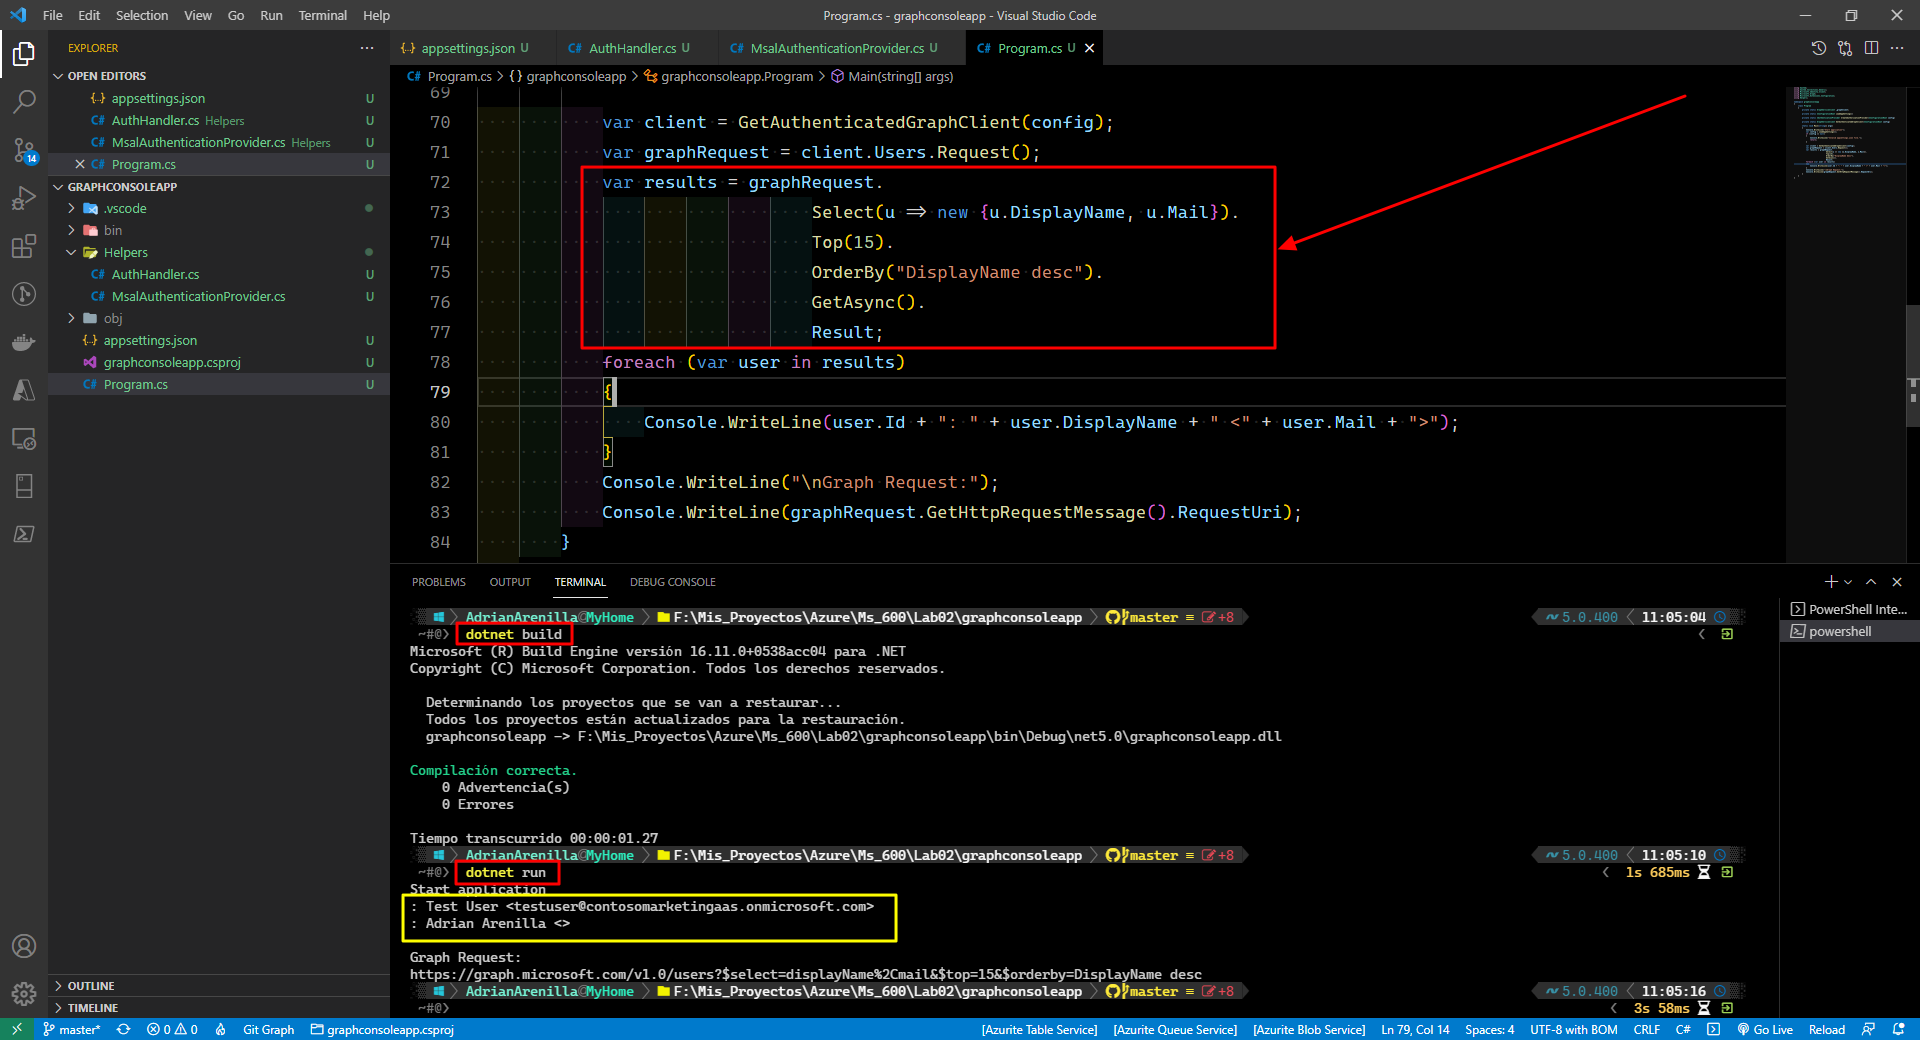 File Edit Selection View Go Run Terminal Help
Program.cs - graphconsoleapp - Visual Studio Code
EXPLORER
OPEN EDITORS
appsettings.json U
C# AuthHandler.cs Helpers U
C# MsalAuthenticationProvider.cs Helpers U
C# Program.cs U
GRAPHCONSOLEAPP
.vscode
bin
Helpers
C# AuthHandler.cs U
C# MsalAuthenticationProvider.cs U
obj
appsettings.json U
graphconsoleapp.csproj U
C# Program.cs U
OUTLINE
TIMELINE
14
{..} appsettings.json U
C# AuthHandler.cs U
C# MsalAuthenticationProvider.cs U
C# Program.cs U
C# Program.cs > {} graphconsoleapp > graphconsoleapp.Program > Main(string[] args)
69
70 var client = GetAuthenticatedGraphClient(config);
71 var graphRequest = client.Users.Request();
72 var results = graphRequest.
73 Select(u => new {u.DisplayName, u.Mail}).
74 Top(15).
75 OrderBy("DisplayName desc").
76 GetAsync().
77 Result;
78 foreach (var user in results)
79 {
80 Console.WriteLine(user.Id + ": " + user.DisplayName + " <" + user.Mail + ">");
81 }
82 Console.WriteLine("\nGraph Request:");
83 Console.WriteLine(graphRequest.GetHttpRequestMessage().RequestUri);
84 }
PROBLEMS OUTPUT TERMINAL DEBUG CONSOLE
PowerShell Inte...
powershell
AdrianArenilla@MyHome F:\Mis_Proyectos\Azure\Ms_600\Lab02\graphconsoleapp master ≡ +8 5.0.400 11:05:04
~#@> dotnet build
Microsoft (R) Build Engine versión 16.11.0+0538acc04 para .NET
Copyright (C) Microsoft Corporation. Todos los derechos reservados.
Determinando los proyectos que se van a restaurar...
Todos los proyectos están actualizados para la restauración.
graphconsoleapp -> F:\Mis_Proyectos\Azure\Ms_600\Lab02\graphconsoleapp\bin\Debug\net5.0\graphconsoleapp.dll
Compilación correcta.
0 Advertencia(s)
0 Errores
Tiempo transcurrido 00:00:01.27
AdrianArenilla@MyHome F:\Mis_Proyectos\Azure\Ms_600\Lab02\graphconsoleapp master ≡ +8 5.0.400 11:05:10
~#@> dotnet run 1s 685ms
Start application
: Test User <testuser@contosomarketingaas.onmicrosoft.com>
: Adrian Arenilla <>
Graph Request:
https://graph.microsoft.com/v1.0/users?$select=displayName%2Cmail&$top=15&$orderby=DisplayName desc
AdrianArenilla@MyHome F:\Mis_Proyectos\Azure\Ms_600\Lab02\graphconsoleapp master ≡ +8 5.0.400 11:05:16
~#@> 3s 58ms
master* 0 0 Git Graph graphconsoleapp.csproj [Azurite Table Service] [Azurite Queue Service] [Azurite Blob Service] Ln 79, Col 14 Spaces: 4 UTF-8 with BOM CRLF C# Go Live Reload